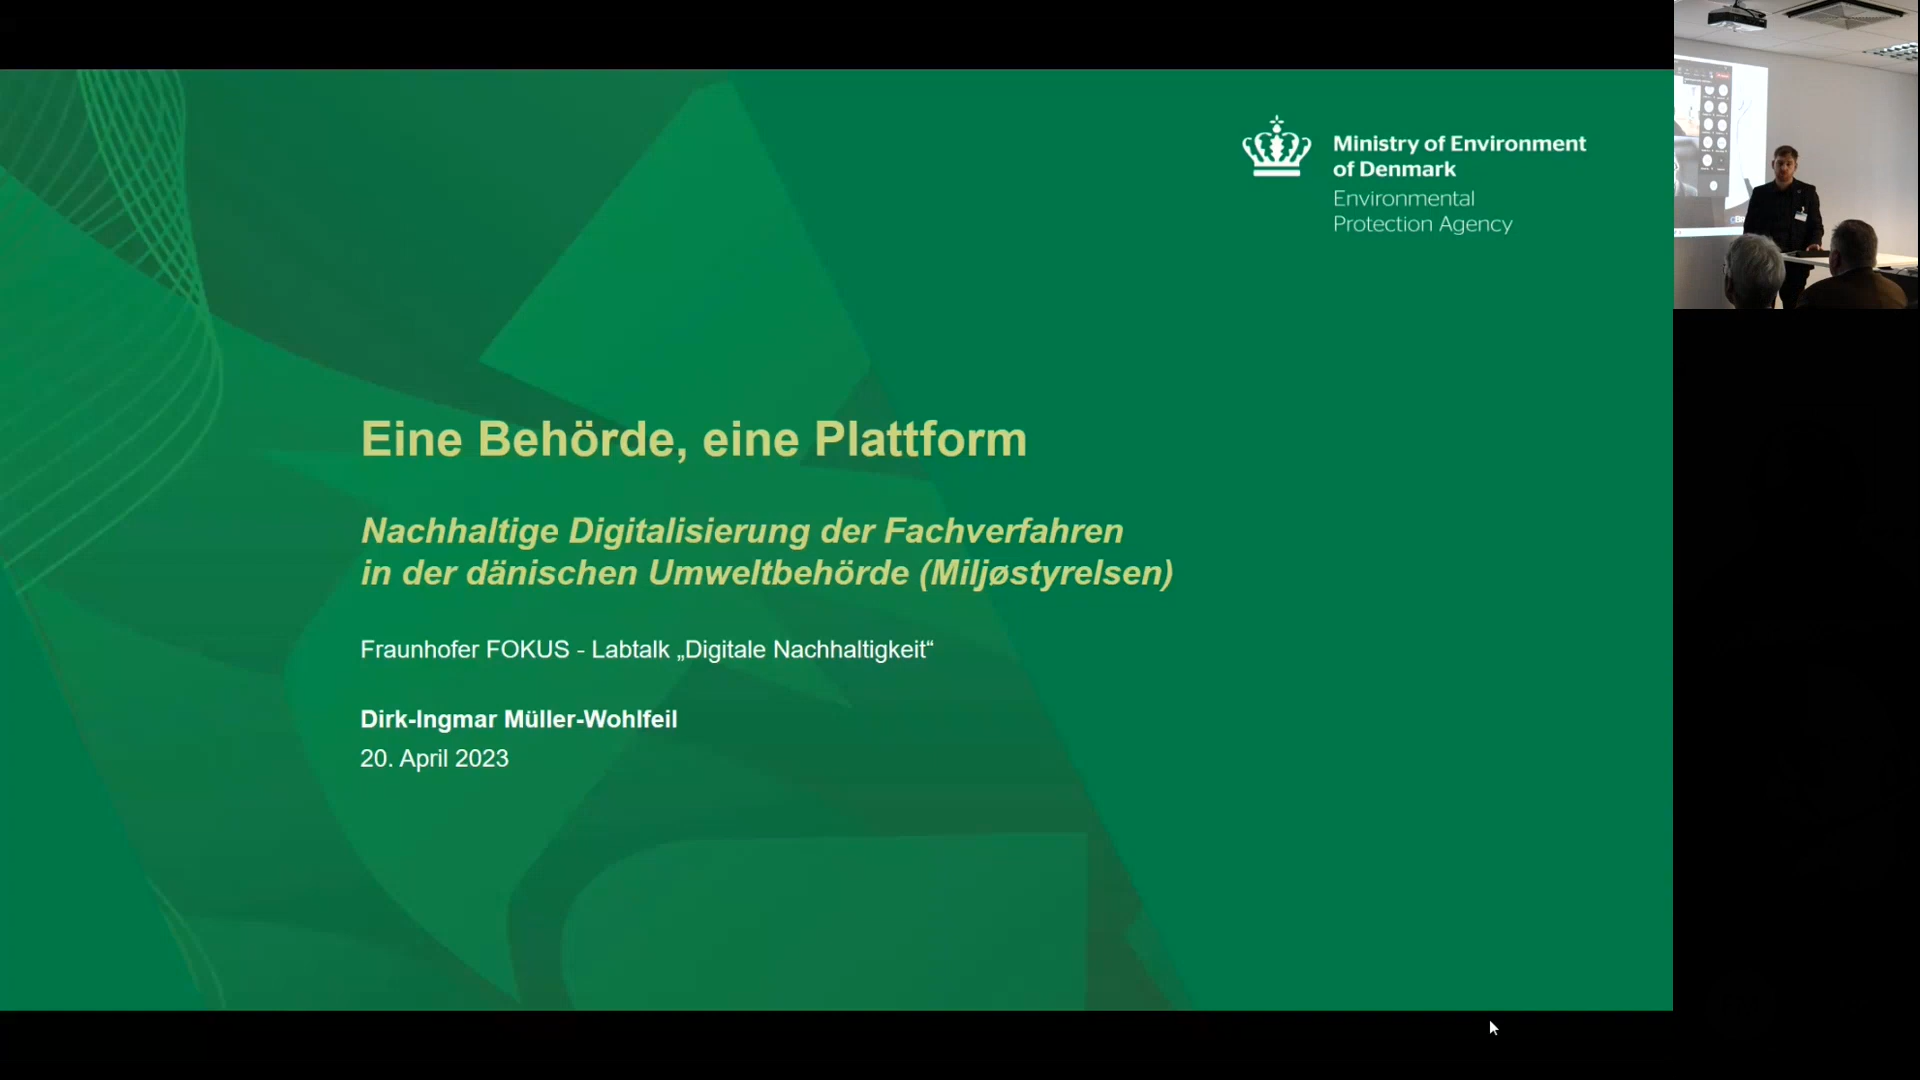 Ministry of Environment
of Denmark
Environmental
Protection Agency
Eine Behörde, eine Plattform
Nachhaltige Digitalisierung der Fachverfahren
in der dänischen Umweltbehörde (Miljøstyrelsen)
Fraunhofer FOKUS - Labtalk „Digitale Nachhaltigkeit“
Dirk-Ingmar Müller-Wohlfeil
20. April 2023